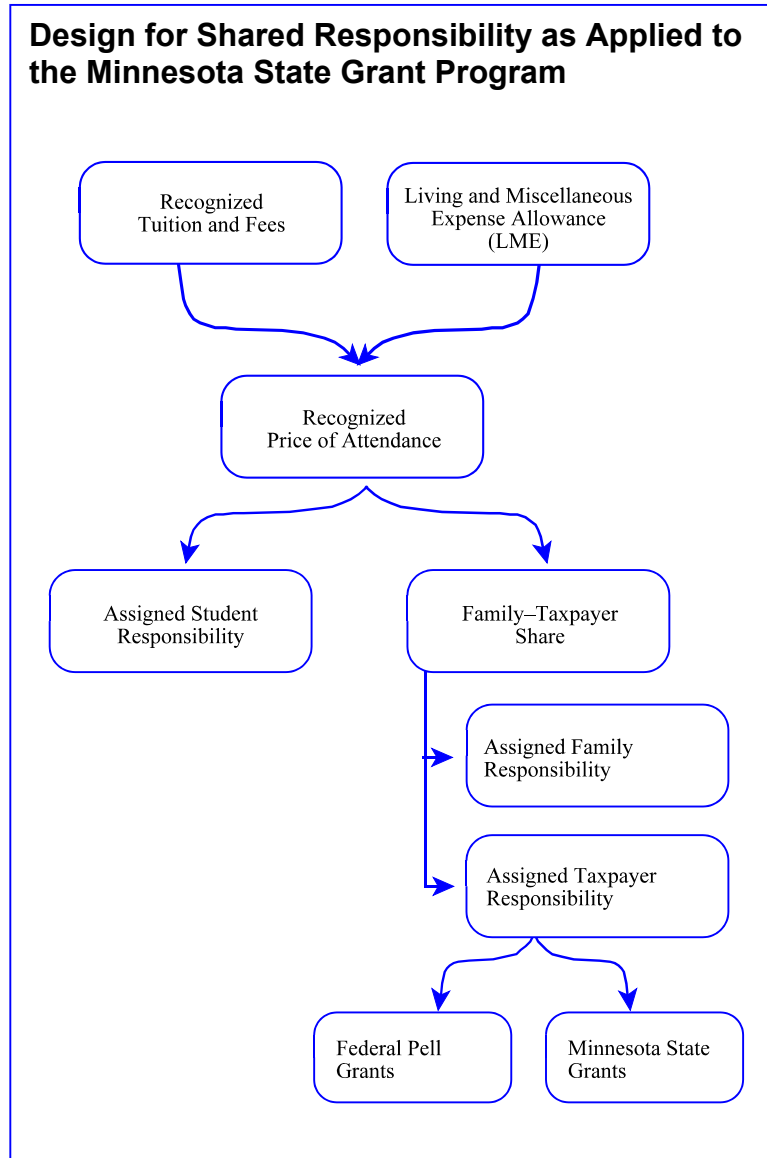 Design for Shared Responsibility as Applied to
the Minnesota State Grant Program
Recognized
Tuition and Fees
Living and Miscellaneous
Expense Allowance
(LME)
Recognized
Price of Attendance
Assigned Student
Responsibility
Family–Taxpayer
Share
Assigned Family
Responsibility
Assigned Taxpayer
Responsibility
Federal Pell
Grants
Minnesota State
Grants